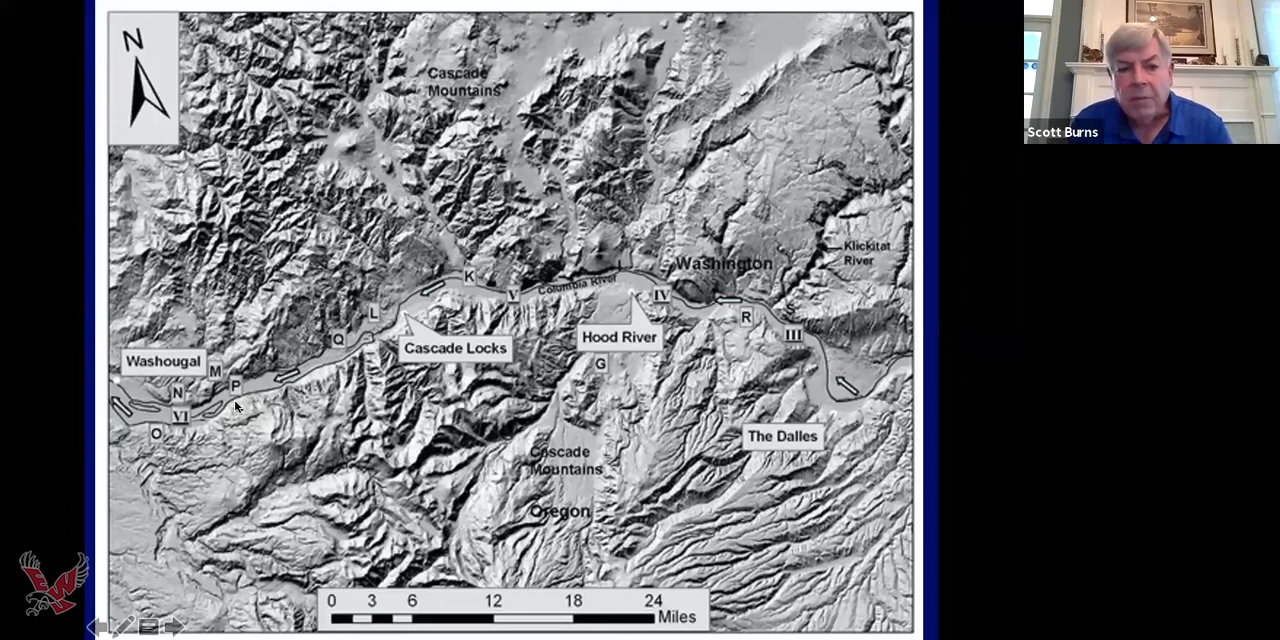 N
Cascade
Mountains
Scott Burns
Klickitat
River
Washington
K
Columbia River
V
IV
R
III
L
Q
Hood River
Cascade Locks
G
Washougal
M
P
N
VI
O
The Dalles
Cascade
Mountains
Oregon
0 3 6 12 18 24
Miles